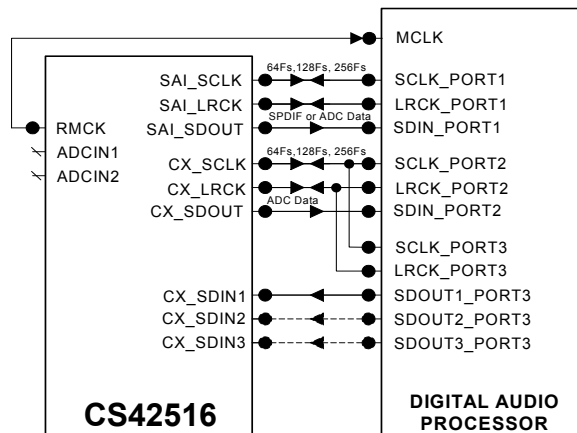 MCLK
64Fs,128Fs, 256Fs
SAI_SCLK
SCLK_PORT1
SAI_LRCK
LRCK_PORT1
SPDIF or ADC Data
RMCK
SAI_SDOUT
SDIN_PORT1
ADCIN1
64Fs,128Fs, 256Fs
CX_SCLK
SCLK_PORT2
ADCIN2
CX_LRCK
LRCK_PORT2
ADC Data
CX_SDOUT
SDIN_PORT2
SCLK_PORT3
LRCK_PORT3
CX_SDIN1
SDOUT1_PORT3
CX_SDIN2
SDOUT2_PORT3
CX_SDIN3
SDOUT3_PORT3
CS42516
DIGITAL AUDIO
PROCESSOR